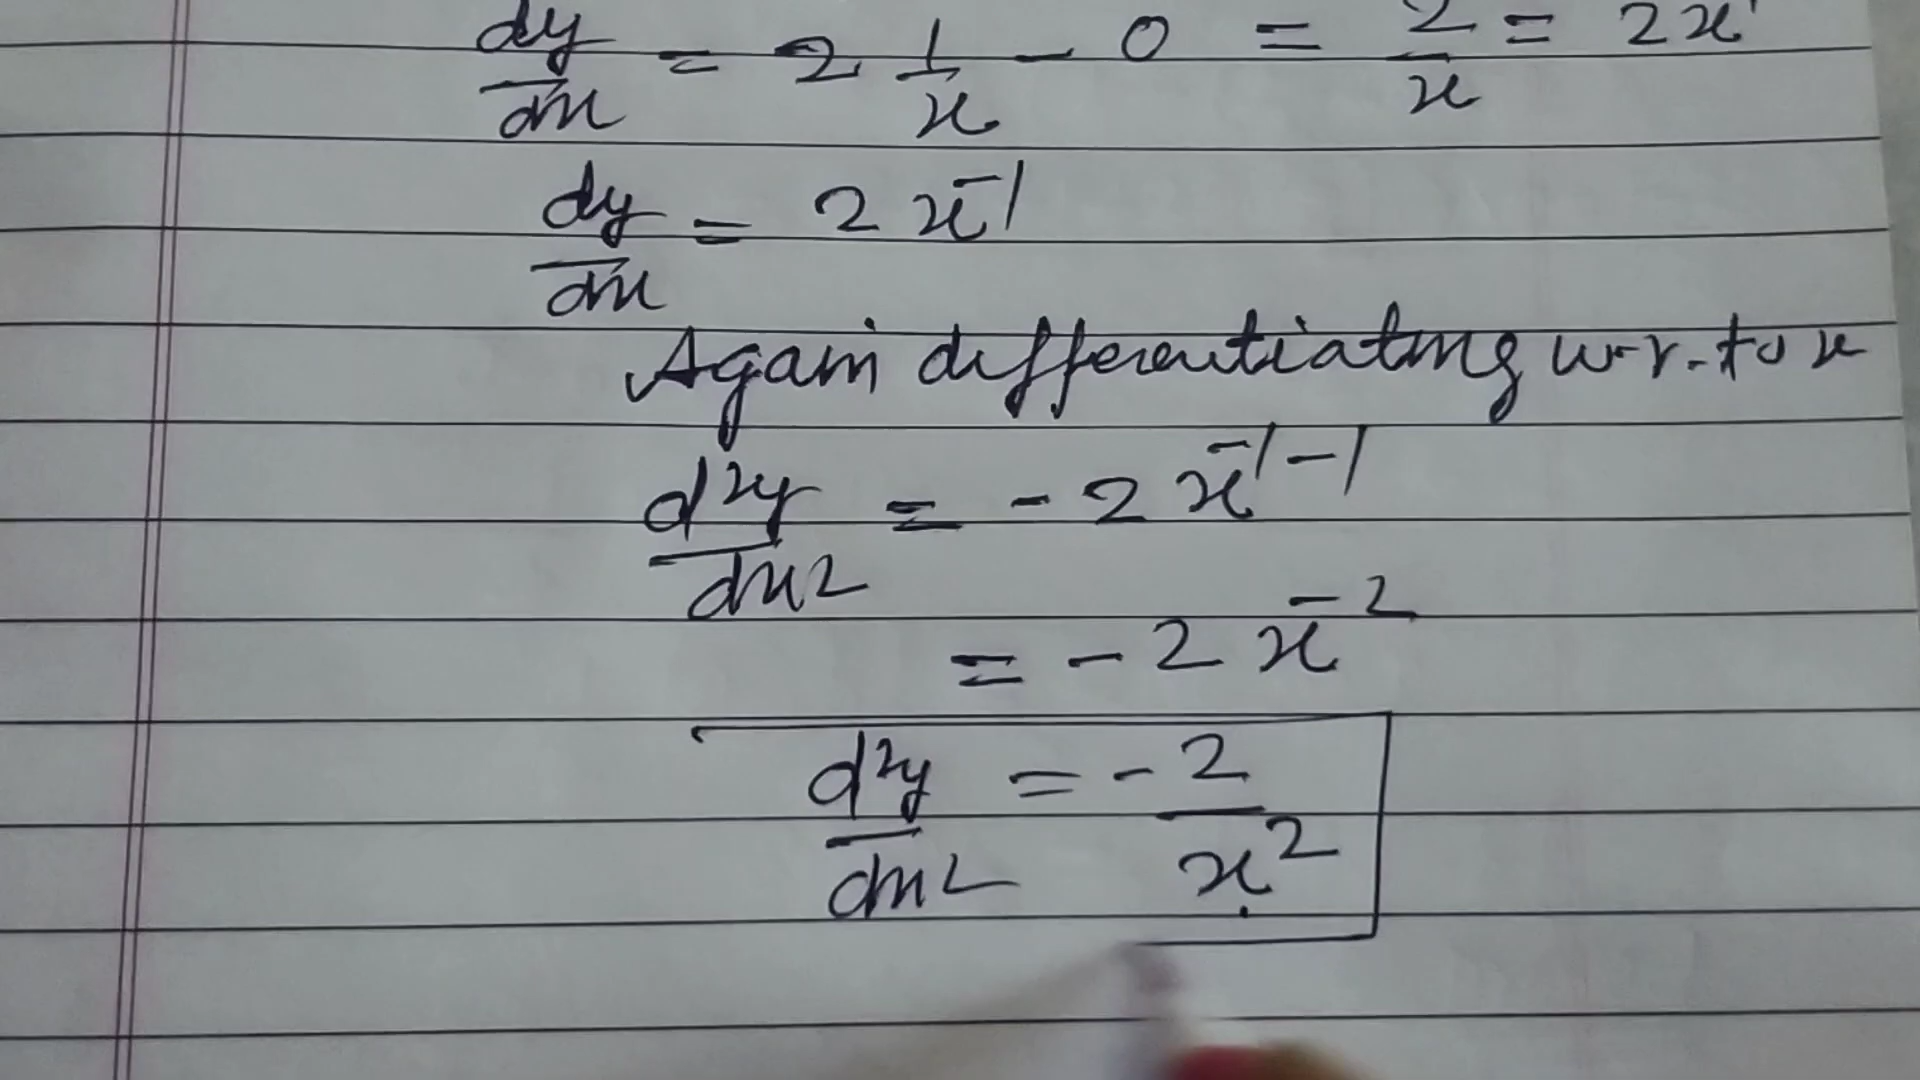 dy/dx = 2 1/x - 0 = 2/x = 2x
dy/dx = 2x⁻¹
Again differentiating w.r.to x
d²y/dx² = -2x⁻¹⁻¹
= -2x⁻²
d²y/dx² = -2/x²